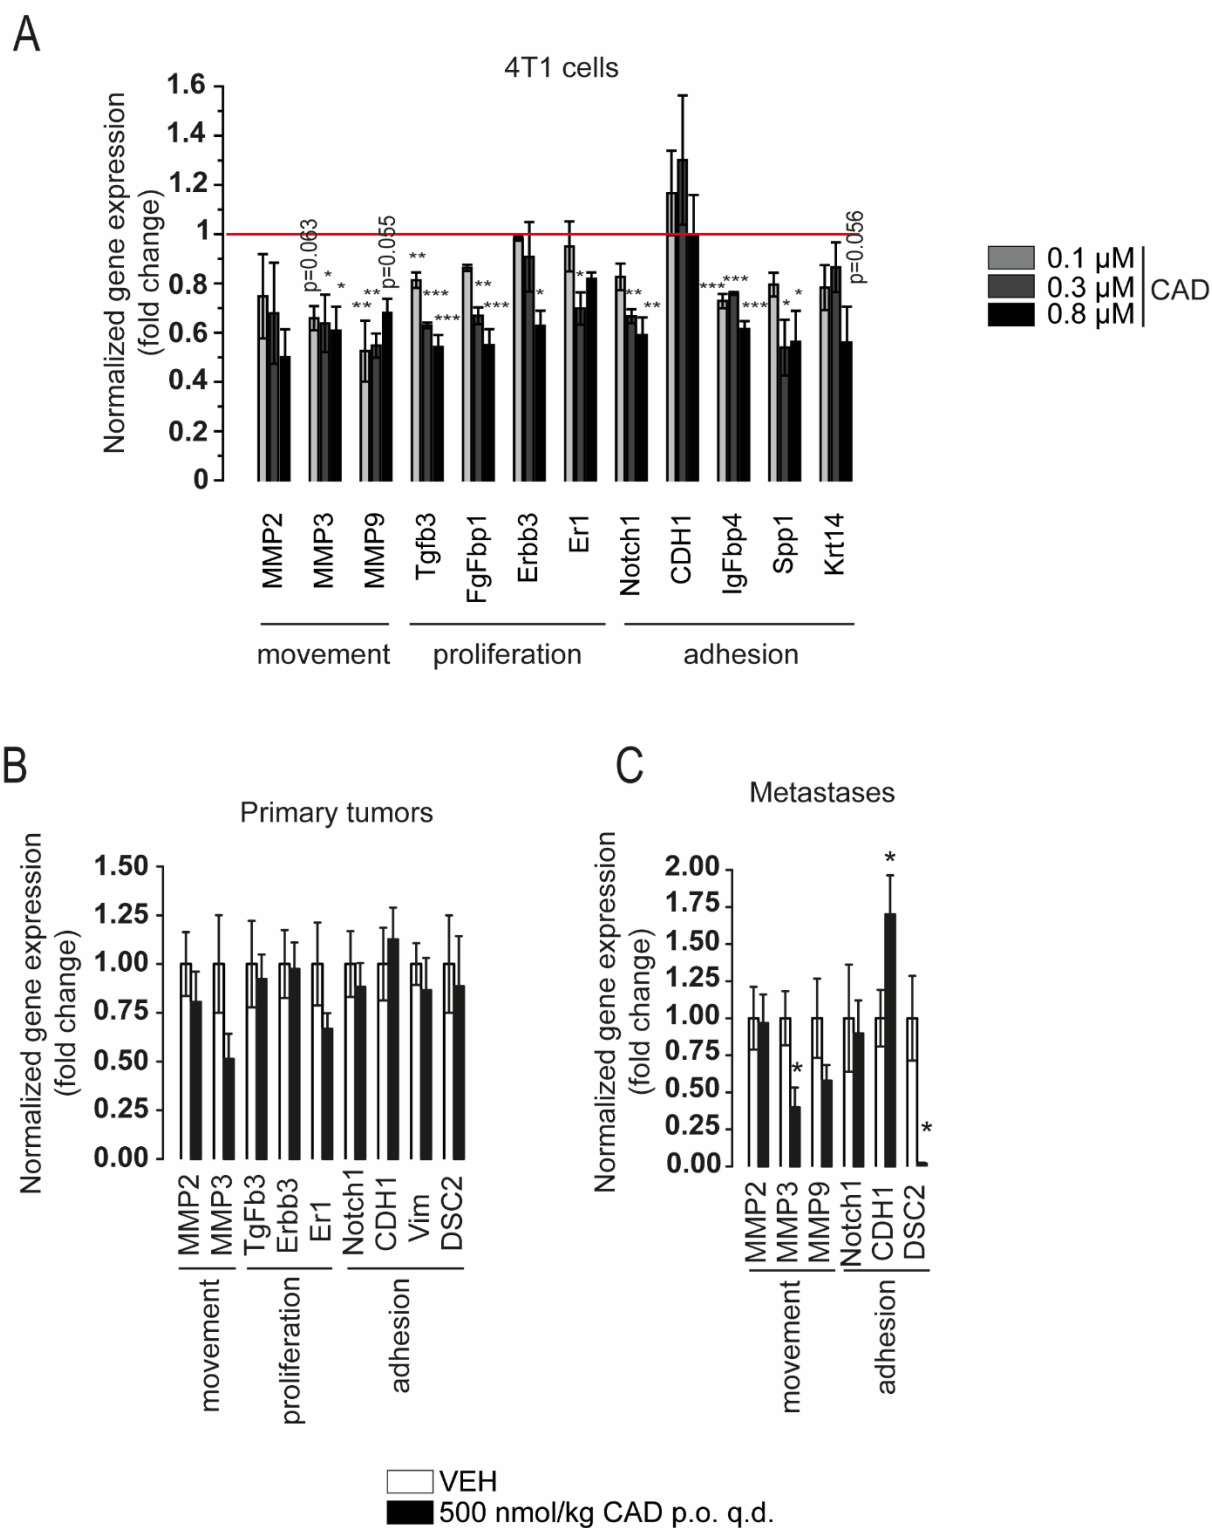 A
4T1 cells
Normalized gene expression
(fold change)
1.6
1.4
1.2
1
0.8
0.6
0.4
0.2
0
p=0.063
*
*
**
**
p=0.055
**
***
***
**
***
*
*
**
**
***
***
***
*
*
p=0.056
0.1 µM
0.3 µM
0.8 µM
CAD
MMP2
MMP3
MMP9
Tgfb3
FgFbp1
Erbb3
Er1
Notch1
CDH1
IgFbp4
Spp1
Krt14
movement
proliferation
adhesion
B
Primary tumors
Normalized gene expression
(fold change)
1.50
1.25
1.00
0.75
0.50
0.25
0.00
MMP2
MMP3
TgFb3
Erbb3
Er1
Notch1
CDH1
Vim
DSC2
movement
proliferation
adhesion
C
Metastases
Normalized gene expression
(fold change)
2.00
1.75
1.50
1.25
1.00
0.75
0.50
0.25
0.00
*
*
*
MMP2
MMP3
MMP9
Notch1
CDH1
DSC2
movement
adhesion
VEH
500 nmol/kg CAD p.o. q.d.